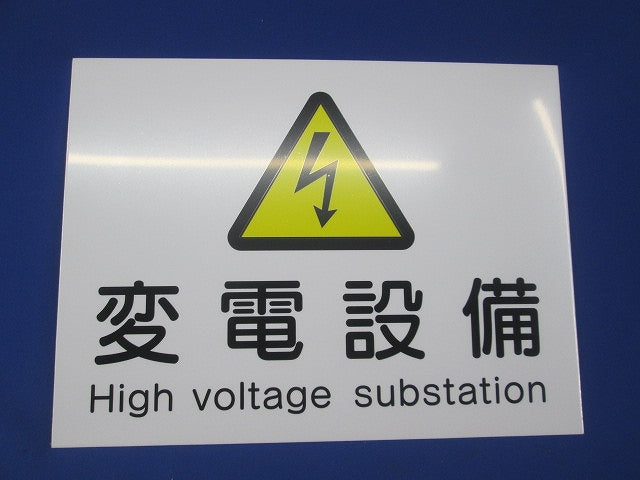 変電設備
High voltage substation